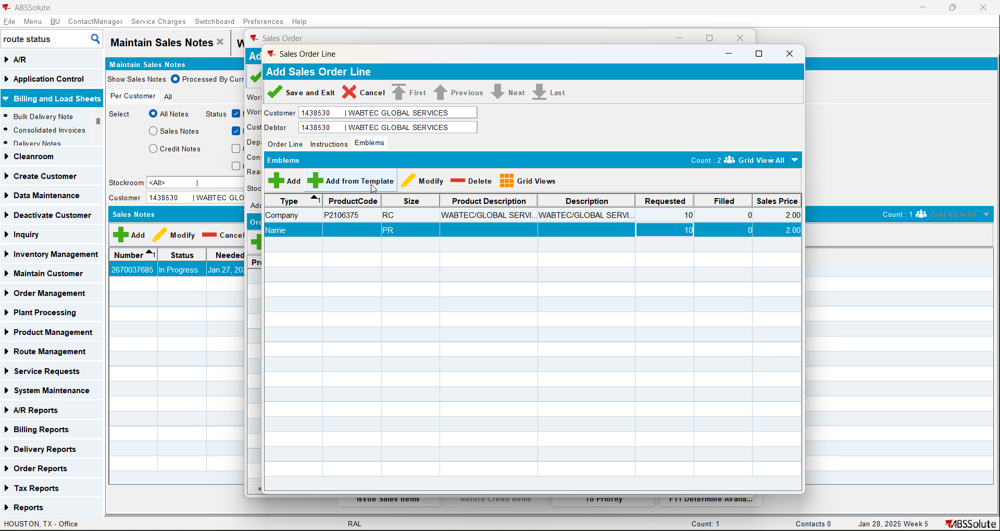 ABSSolute
File Menu BU ContactManager Service Charges Switchboard Preferences Help
route status
A/R
Application Control
Billing and Load Sheets
Bulk Delivery Note
Consolidated Invoices
Delivery Notes
Cleanroom
Create Customer
Data Maintenance
Deactivate Customer
Inquiry
Inventory Management
Maintain Customer
Order Management
Plant Processing
Product Management
Route Management
Service Requests
System Maintenance
A/R Reports
Billing Reports
Delivery Reports
Order Reports
Tax Reports
Reports
Maintain Sales Notes
Maintain Sales Notes
Show Sales Notes Processed By Curr
Per Customer All
Select All Notes Status
Sales Notes
Credit Notes
Stockroom <All> |
Customer 1438530 | WABTEC GLO
Sales Notes
Count : 1 Grid View All
Add Modify Cancel
Number 1 Status Needed
2670037685 In Progress Jan 27, 202
Sales Order
Ad
Wor
Wor
Cust
Depa
Con
Rea
Stoc
Add
Ord
Pro
Sales Order Line
Add Sales Order Line
Save and Exit Cancel First Previous Next Last
Customer 1438530 | WABTEC GLOBAL SERVICES
Debtor 1438530 | WABTEC GLOBAL SERVICES
Order Line Instructions Emblems
Emblems Count : 2 Grid View All
Add Add from Template Modify Delete Grid Views
Type 1 ProductCode Size Product Description Description Requested Filled Sales Price
Company P2106375 RC WABTEC/GLOBAL SERVI... WABTEC/GLOBAL SERVI... 10 0 2.00
Name PR 10 0 2.00
Issue Sales Items Return Credit Items To Priority F11 Determine Availa...
HOUSTON, TX - Office RAL Count: 1 Contacts 0 Jan 28, 2025 Week 5 ABSSolute